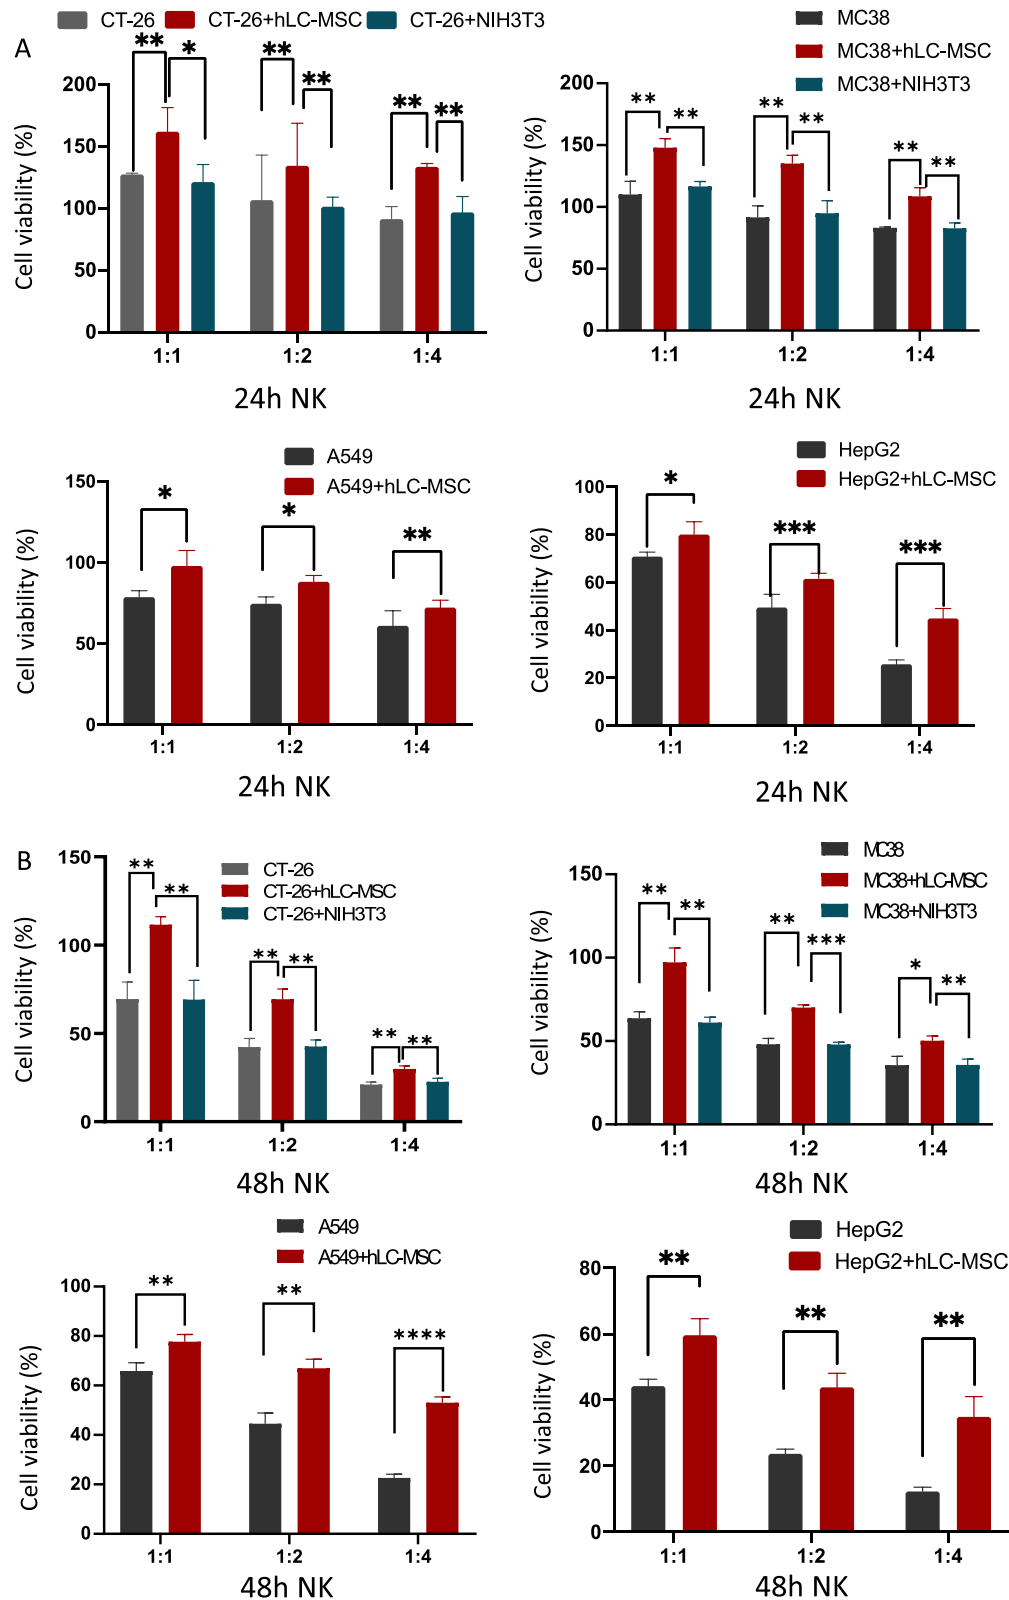 A
CT-26 CT-26+hLC-MSC CT-26+NIH3T3
Cell viability (%)
200
150
100
50
0
** *
** **
** **
1:1 1:2 1:4
24h NK
MC38
MC38+hLC-MSC
MC38+NIH3T3
Cell viability (%)
200
150
100
50
0
** **
** **
** **
1:1 1:2 1:4
24h NK
A549
A549+hLC-MSC
Cell viability (%)
150
100
50
0
* * **
1:1 1:2 1:4
24h NK
HepG2
HepG2+hLC-MSC
Cell viability (%)
100
80
60
40
20
0
* *** ***
1:1 1:2 1:4
24h NK
B
CT-26
CT-26+hLC-MSC
CT-26+NIH3T3
Cell viability (%)
150
100
50
0
** **
** **
** **
1:1 1:2 1:4
48h NK
MC38
MC38+hLC-MSC
MC38+NIH3T3
Cell viability (%)
150
100
50
0
** **
** ***
* **
1:1 1:2 1:4
48h NK
A549
A549+hLC-MSC
Cell viability (%)
100
80
60
40
20
0
** ** ****
1:1 1:2 1:4
48h NK
HepG2
HepG2+hLC-MSC
Cell viability (%)
80
60
40
20
0
** ** **
1:1 1:2 1:4
48h NK